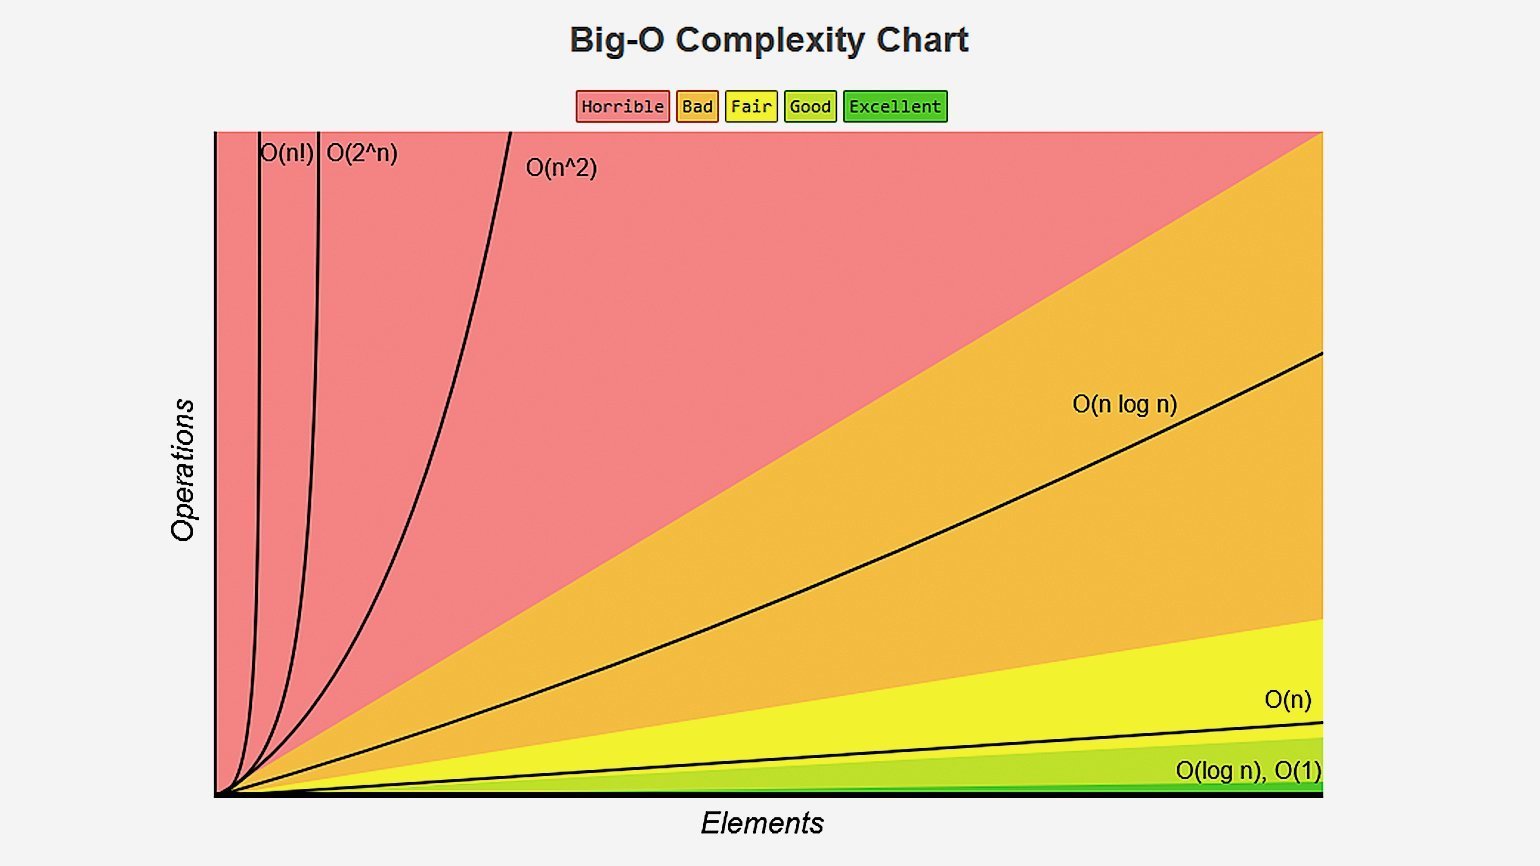 Big-O Complexity Chart
Horrible Bad Fair Good Excellent
O(n!) O(2^n)
O(n^2)
O(n log n)
O(n)
O(log n), O(1)
Operations
Elements